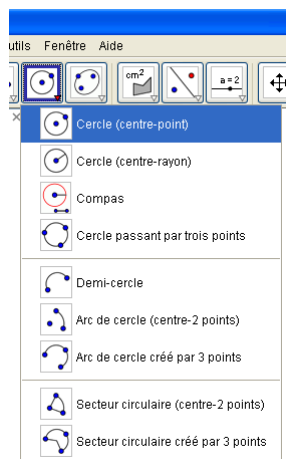 utils Fenêtre Aide
cm²
a=2
Cercle (centre-point)
Cercle (centre-rayon)
Compas
Cercle passant par trois points
Demi-cercle
Arc de cercle (centre-2 points)
Arc de cercle créé par 3 points
Secteur circulaire (centre-2 points)
Secteur circulaire créé par 3 points